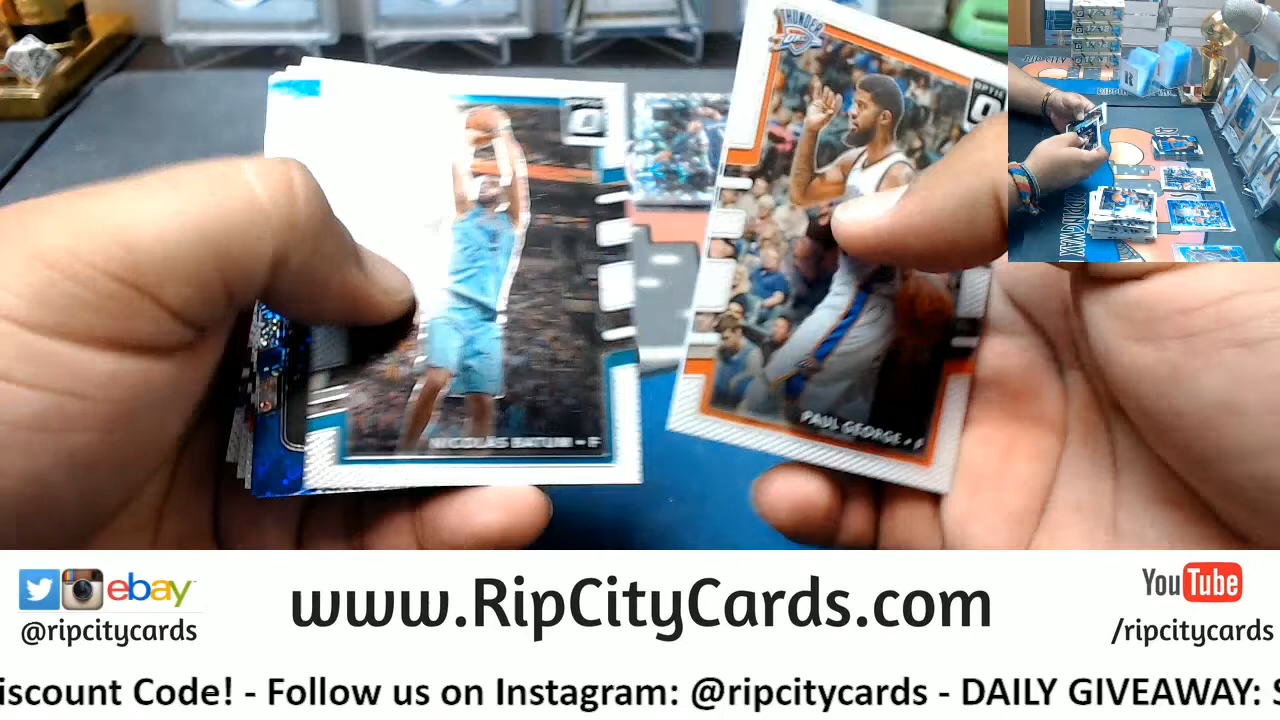 THUNDER
OPTIC
NICOLAS BATUM - F
PAUL GEORGE - F
ebay
@ripcitycards
www.RipCityCards.com
YouTube
/ripcitycards
iscount Code! - Follow us on Instagram: @ripcitycards - DAILY GIVEAWAY: S